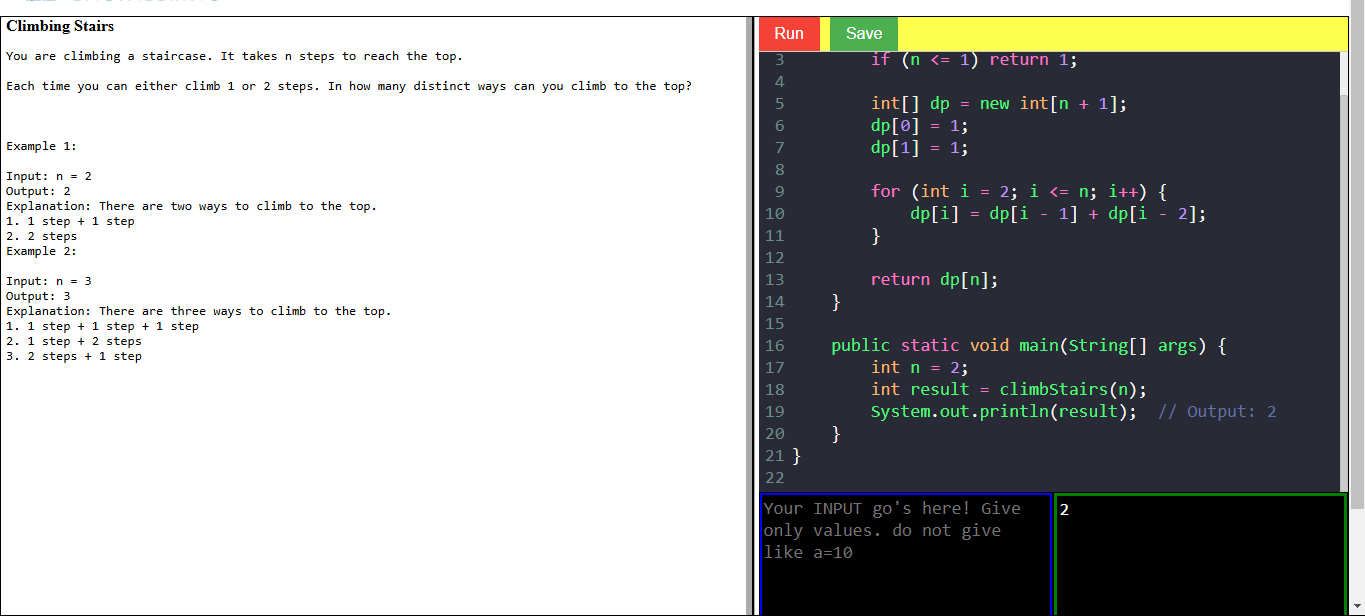 Climbing Stairs
You are climbing a staircase. It takes n steps to reach the top.
Each time you can either climb 1 or 2 steps. In how many distinct ways can you climb to the top?
Example 1:
Input: n = 2
Output: 2
Explanation: There are two ways to climb to the top.
1. 1 step + 1 step
2. 2 steps
Example 2:
Input: n = 3
Output: 3
Explanation: There are three ways to climb to the top.
1. 1 step + 1 step + 1 step
2. 1 step + 2 steps
3. 2 steps + 1 step
Run Save
3 if (n <= 1) return 1;
4
5 int[] dp = new int[n + 1];
6 dp[0] = 1;
7 dp[1] = 1;
8
9 for (int i = 2; i <= n; i++) {
10 dp[i] = dp[i - 1] + dp[i - 2];
11 }
12
13 return dp[n];
14 }
15
16 public static void main(String[] args) {
17 int n = 2;
18 int result = climbStairs(n);
19 System.out.println(result); // Output: 2
20 }
21 }
22
Your INPUT go's here! Give
only values. do not give
like a=10
2